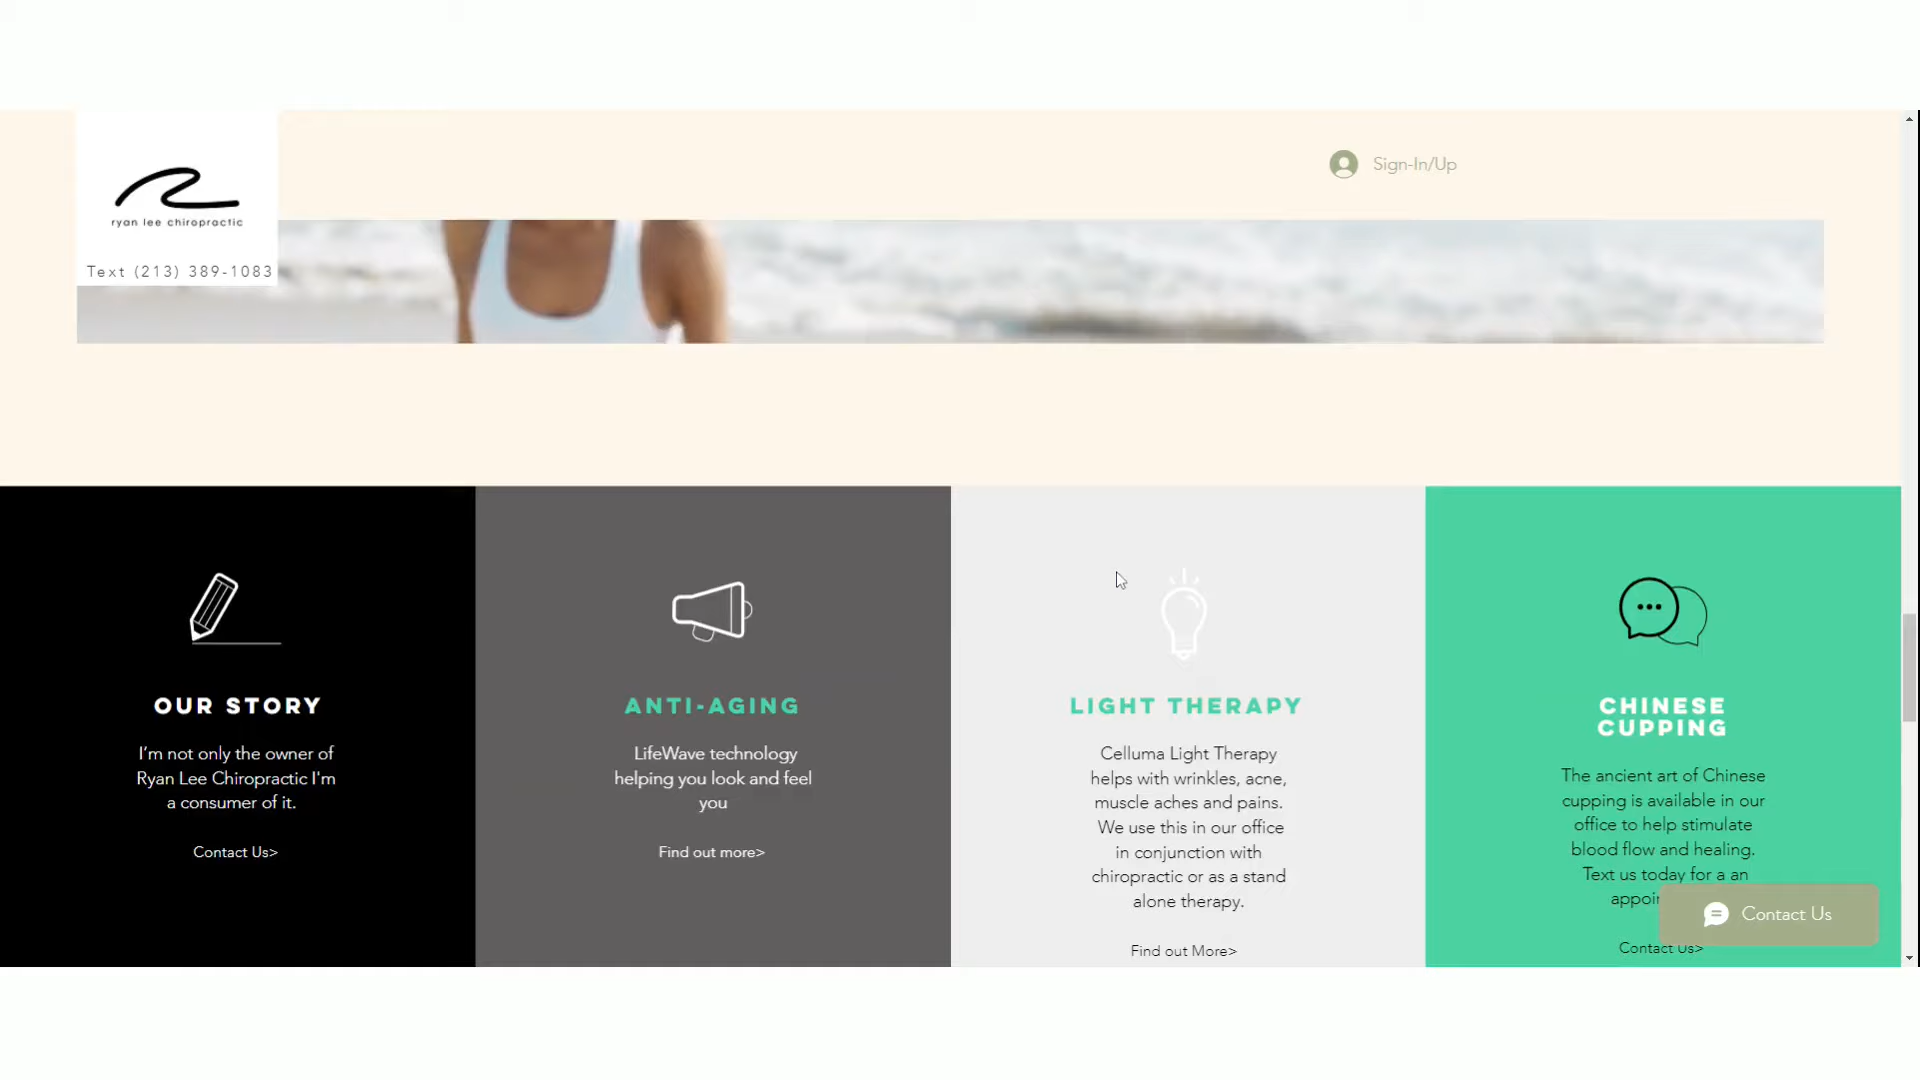 Sign-In/Up
ryan lee chiropractic
Text (213) 389-1083
OUR STORY
I'm not only the owner of
Ryan Lee Chiropractic I'm
a consumer of it.
Contact Us>
ANTI-AGING
LifeWave technology
helping you look and feel
you
Find out more>
LIGHT THERAPY
Celluma Light Therapy
helps with wrinkles, acne,
muscle aches and pains.
We use this in our office
in conjunction with
chiropractic or as a stand
alone therapy.
Find out More>
CHINESE
CUPPING
The ancient art of Chinese
cupping is available in our
office to help stimulate
blood flow and healing.
Text us today for a an
Contact Us>
Contact Us